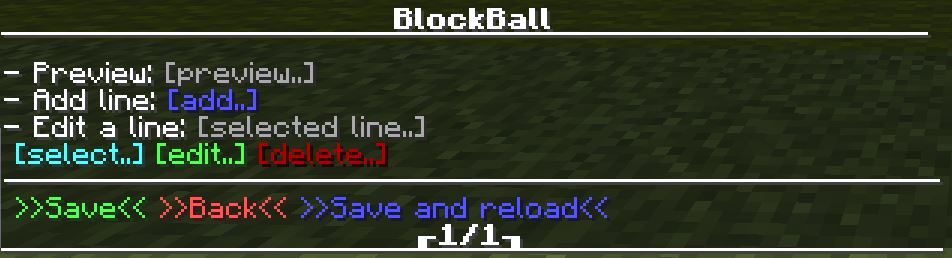 BlockBall
- Preview: [preview..]
- Add line: [add..]
- Edit a line: [selected line..]
[select..] [edit..] [delete..]
>>Save<< >>Back<< >>Save and reload<<
┌1/1┐